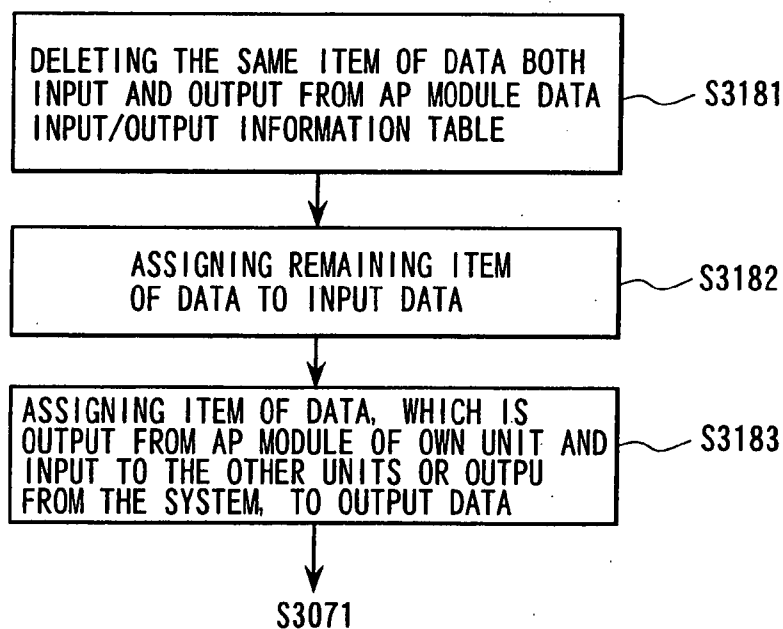 DELETING THE SAME ITEM OF DATA BOTH
INPUT AND OUTPUT FROM AP MODULE DATA
INPUT/OUTPUT INFORMATION TABLE
S3181
ASSIGNING REMAINING ITEM
OF DATA TO INPUT DATA
S3182
ASSIGNING ITEM OF DATA, WHICH IS
OUTPUT FROM AP MODULE OF OWN UNIT AND
INPUT TO THE OTHER UNITS OR OUTPU
FROM THE SYSTEM, TO OUTPUT DATA
S3183
S3071